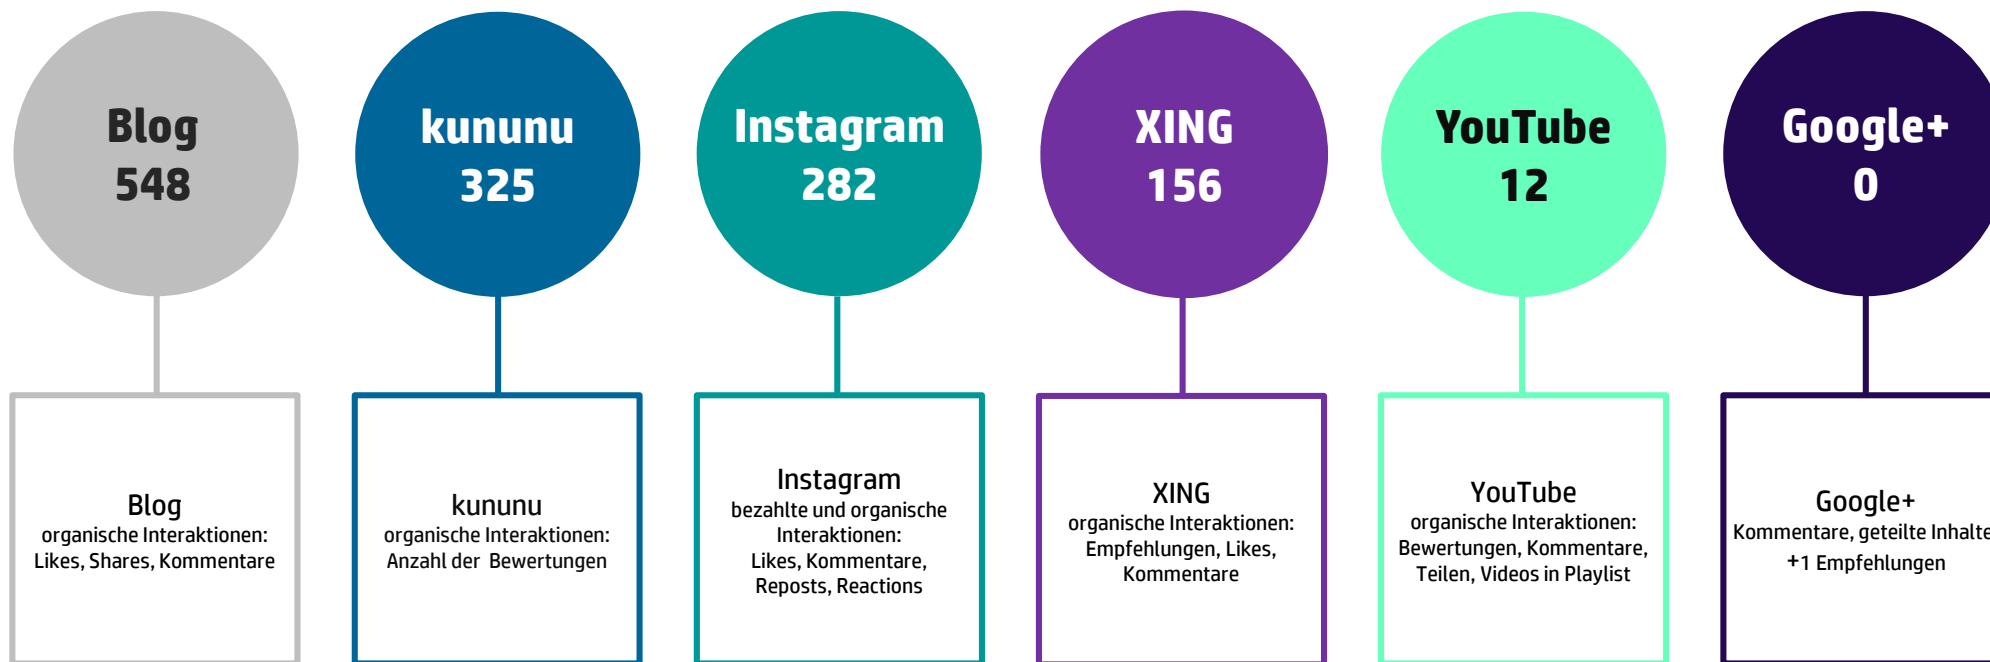 Blog
548
kununu
325
Instagram
282
XING
156
YouTube
12
Google+
0
Blog
organische Interaktionen:
Likes, Shares, Kommentare
kununu
organische Interaktionen:
Anzahl der Bewertungen
Instagram
bezahlte und organische
Interaktionen:
Likes, Kommentare,
Reposts, Reactions
XING
organische Interaktionen:
Empfehlungen, Likes,
Kommentare
YouTube
organische Interaktionen:
Bewertungen, Kommentare,
Teilen, Videos in Playlist
Google+
Kommentare, geteilte Inhalte
+1 Empfehlungen